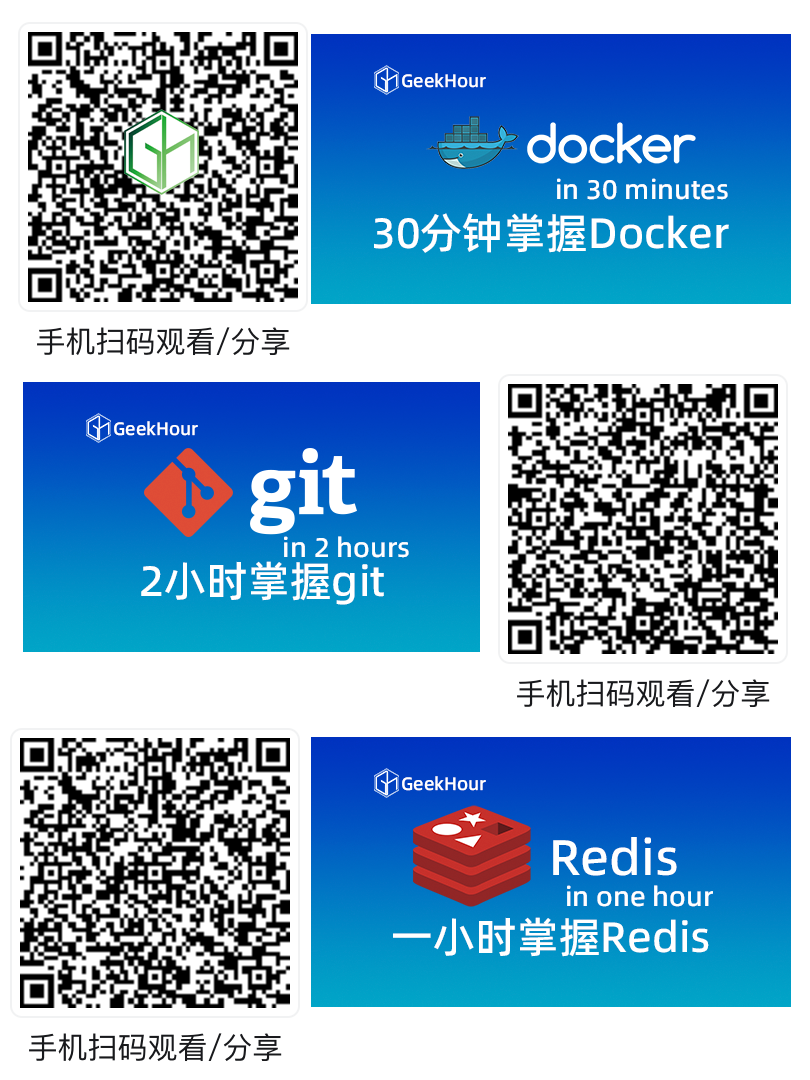 GeekHour
docker
in 30 minutes
30分钟掌握Docker
手机扫码观看/分享
GeekHour
git
in 2 hours
2小时掌握git
手机扫码观看/分享
GeekHour
Redis
in one hour
一小时掌握Redis
手机扫码观看/分享